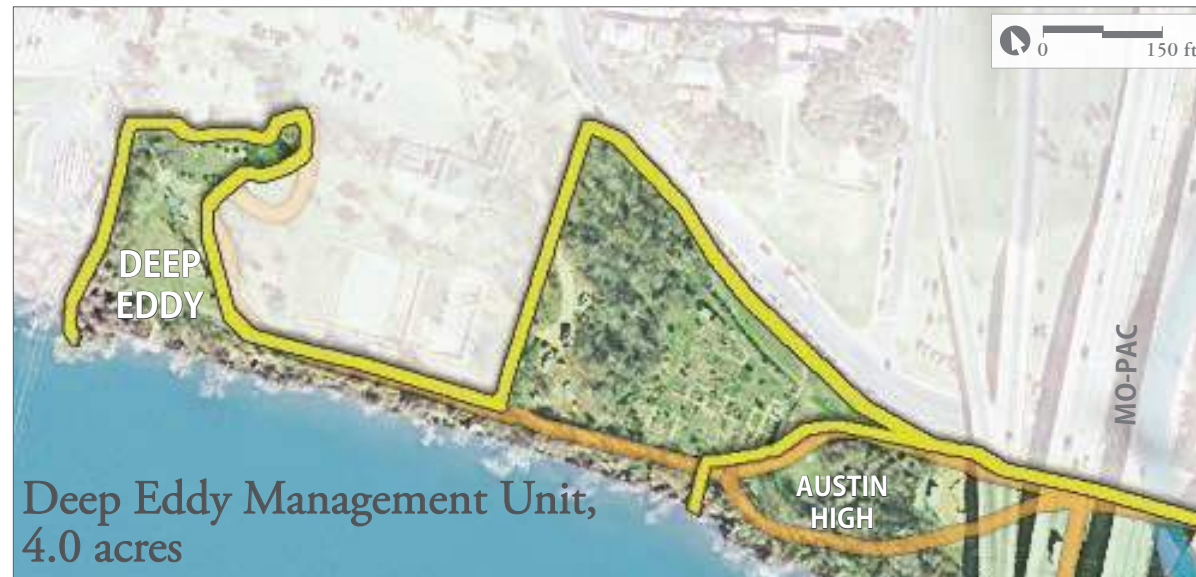 0 150 ft
DEEP
EDDY
MO-PAC
AUSTIN
HIGH
Deep Eddy Management Unit,
4.0 acres